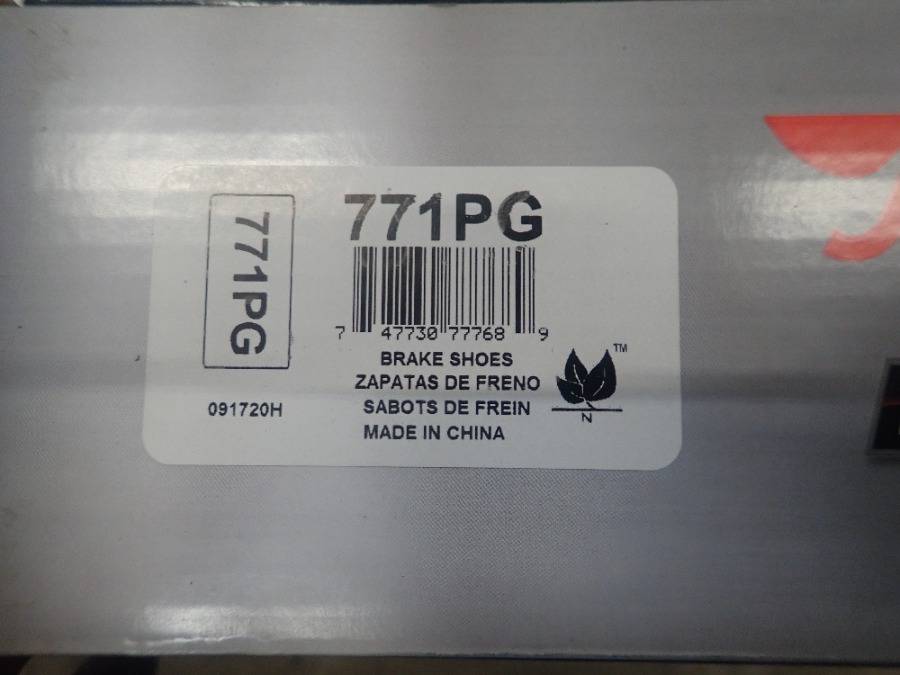 771PG
771PG
7 47730 77768 9
BRAKE SHOES
ZAPATAS DE FRENO
SABOTS DE FREIN
MADE IN CHINA
091720H
TM
N